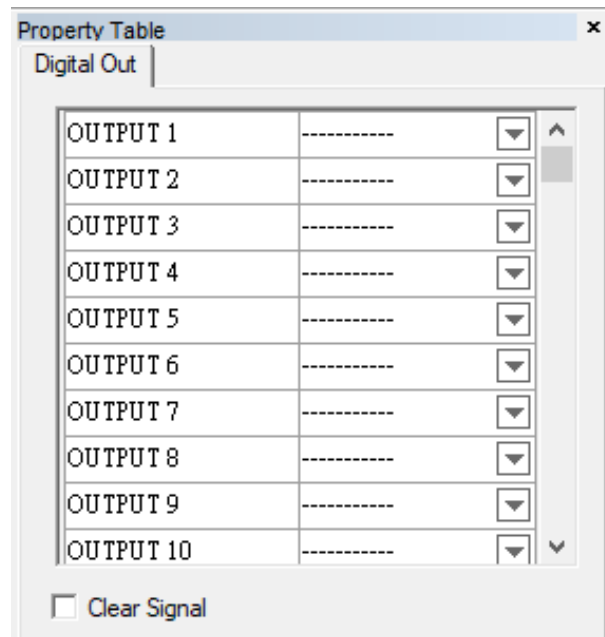 Property Table
Digital Out
OUTPUT 1 -----------
OUTPUT 2 -----------
OUTPUT 3 -----------
OUTPUT 4 -----------
OUTPUT 5 -----------
OUTPUT 6 -----------
OUTPUT 7 -----------
OUTPUT 8 -----------
OUTPUT 9 -----------
OUTPUT 10 -----------
Clear Signal